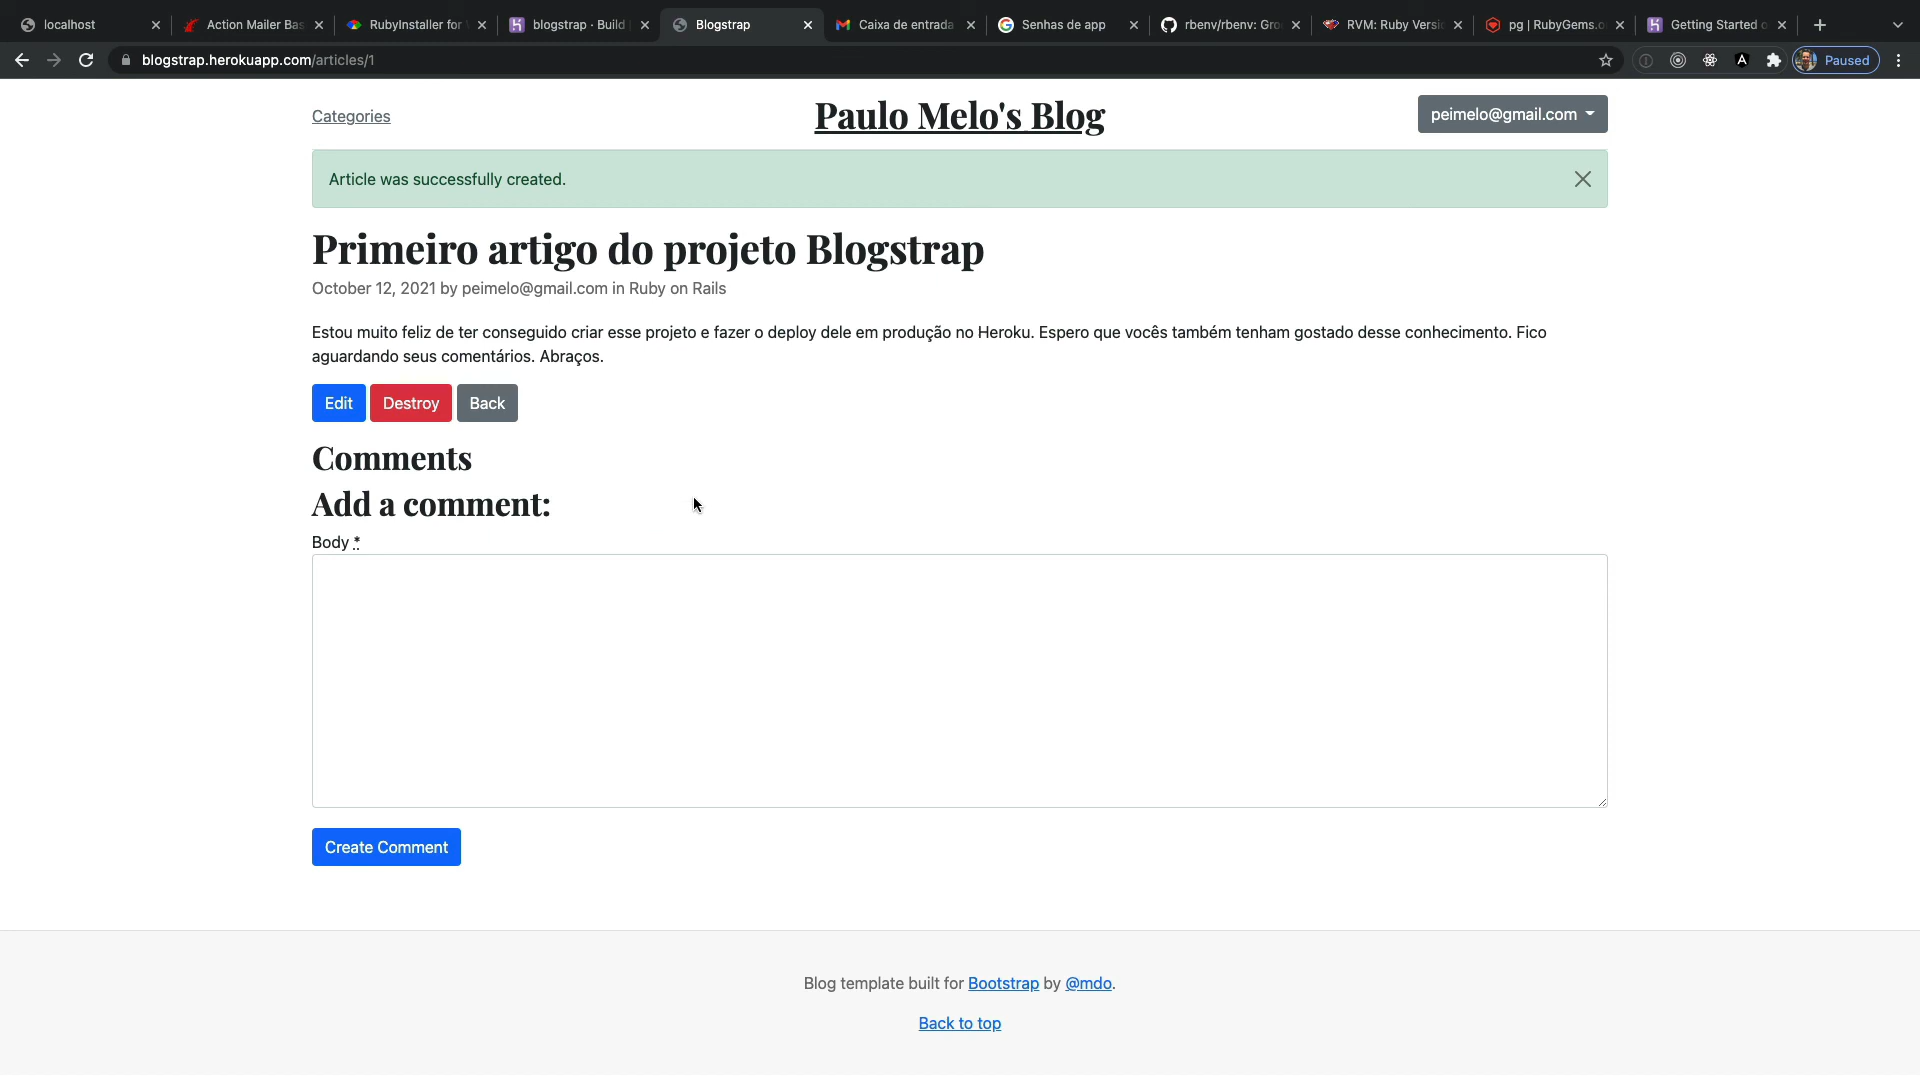 localhost
Action Mailer Bas
RubyInstaller for
blogstrap · Build
Blogstrap
Caixa de entrada
Senhas de app
rbenv/rbenv: Gro
RVM: Ruby Versi
pg | RubyGems.o
Getting Started o
blogstrap.herokuapp.com/articles/1
Paused
Categories
Paulo Melo's Blog
peimelo@gmail.com
Article was successfully created.
Primeiro artigo do projeto Blogstrap
October 12, 2021 by peimelo@gmail.com in Ruby on Rails
Estou muito feliz de ter conseguido criar esse projeto e fazer o deploy dele em produção no Heroku. Espero que vocês também tenham gostado desse conhecimento. Fico
aguardando seus comentários. Abraços.
Edit Destroy Back
Comments
Add a comment:
Body *
Create Comment
Blog template built for Bootstrap by @mdo.
Back to top